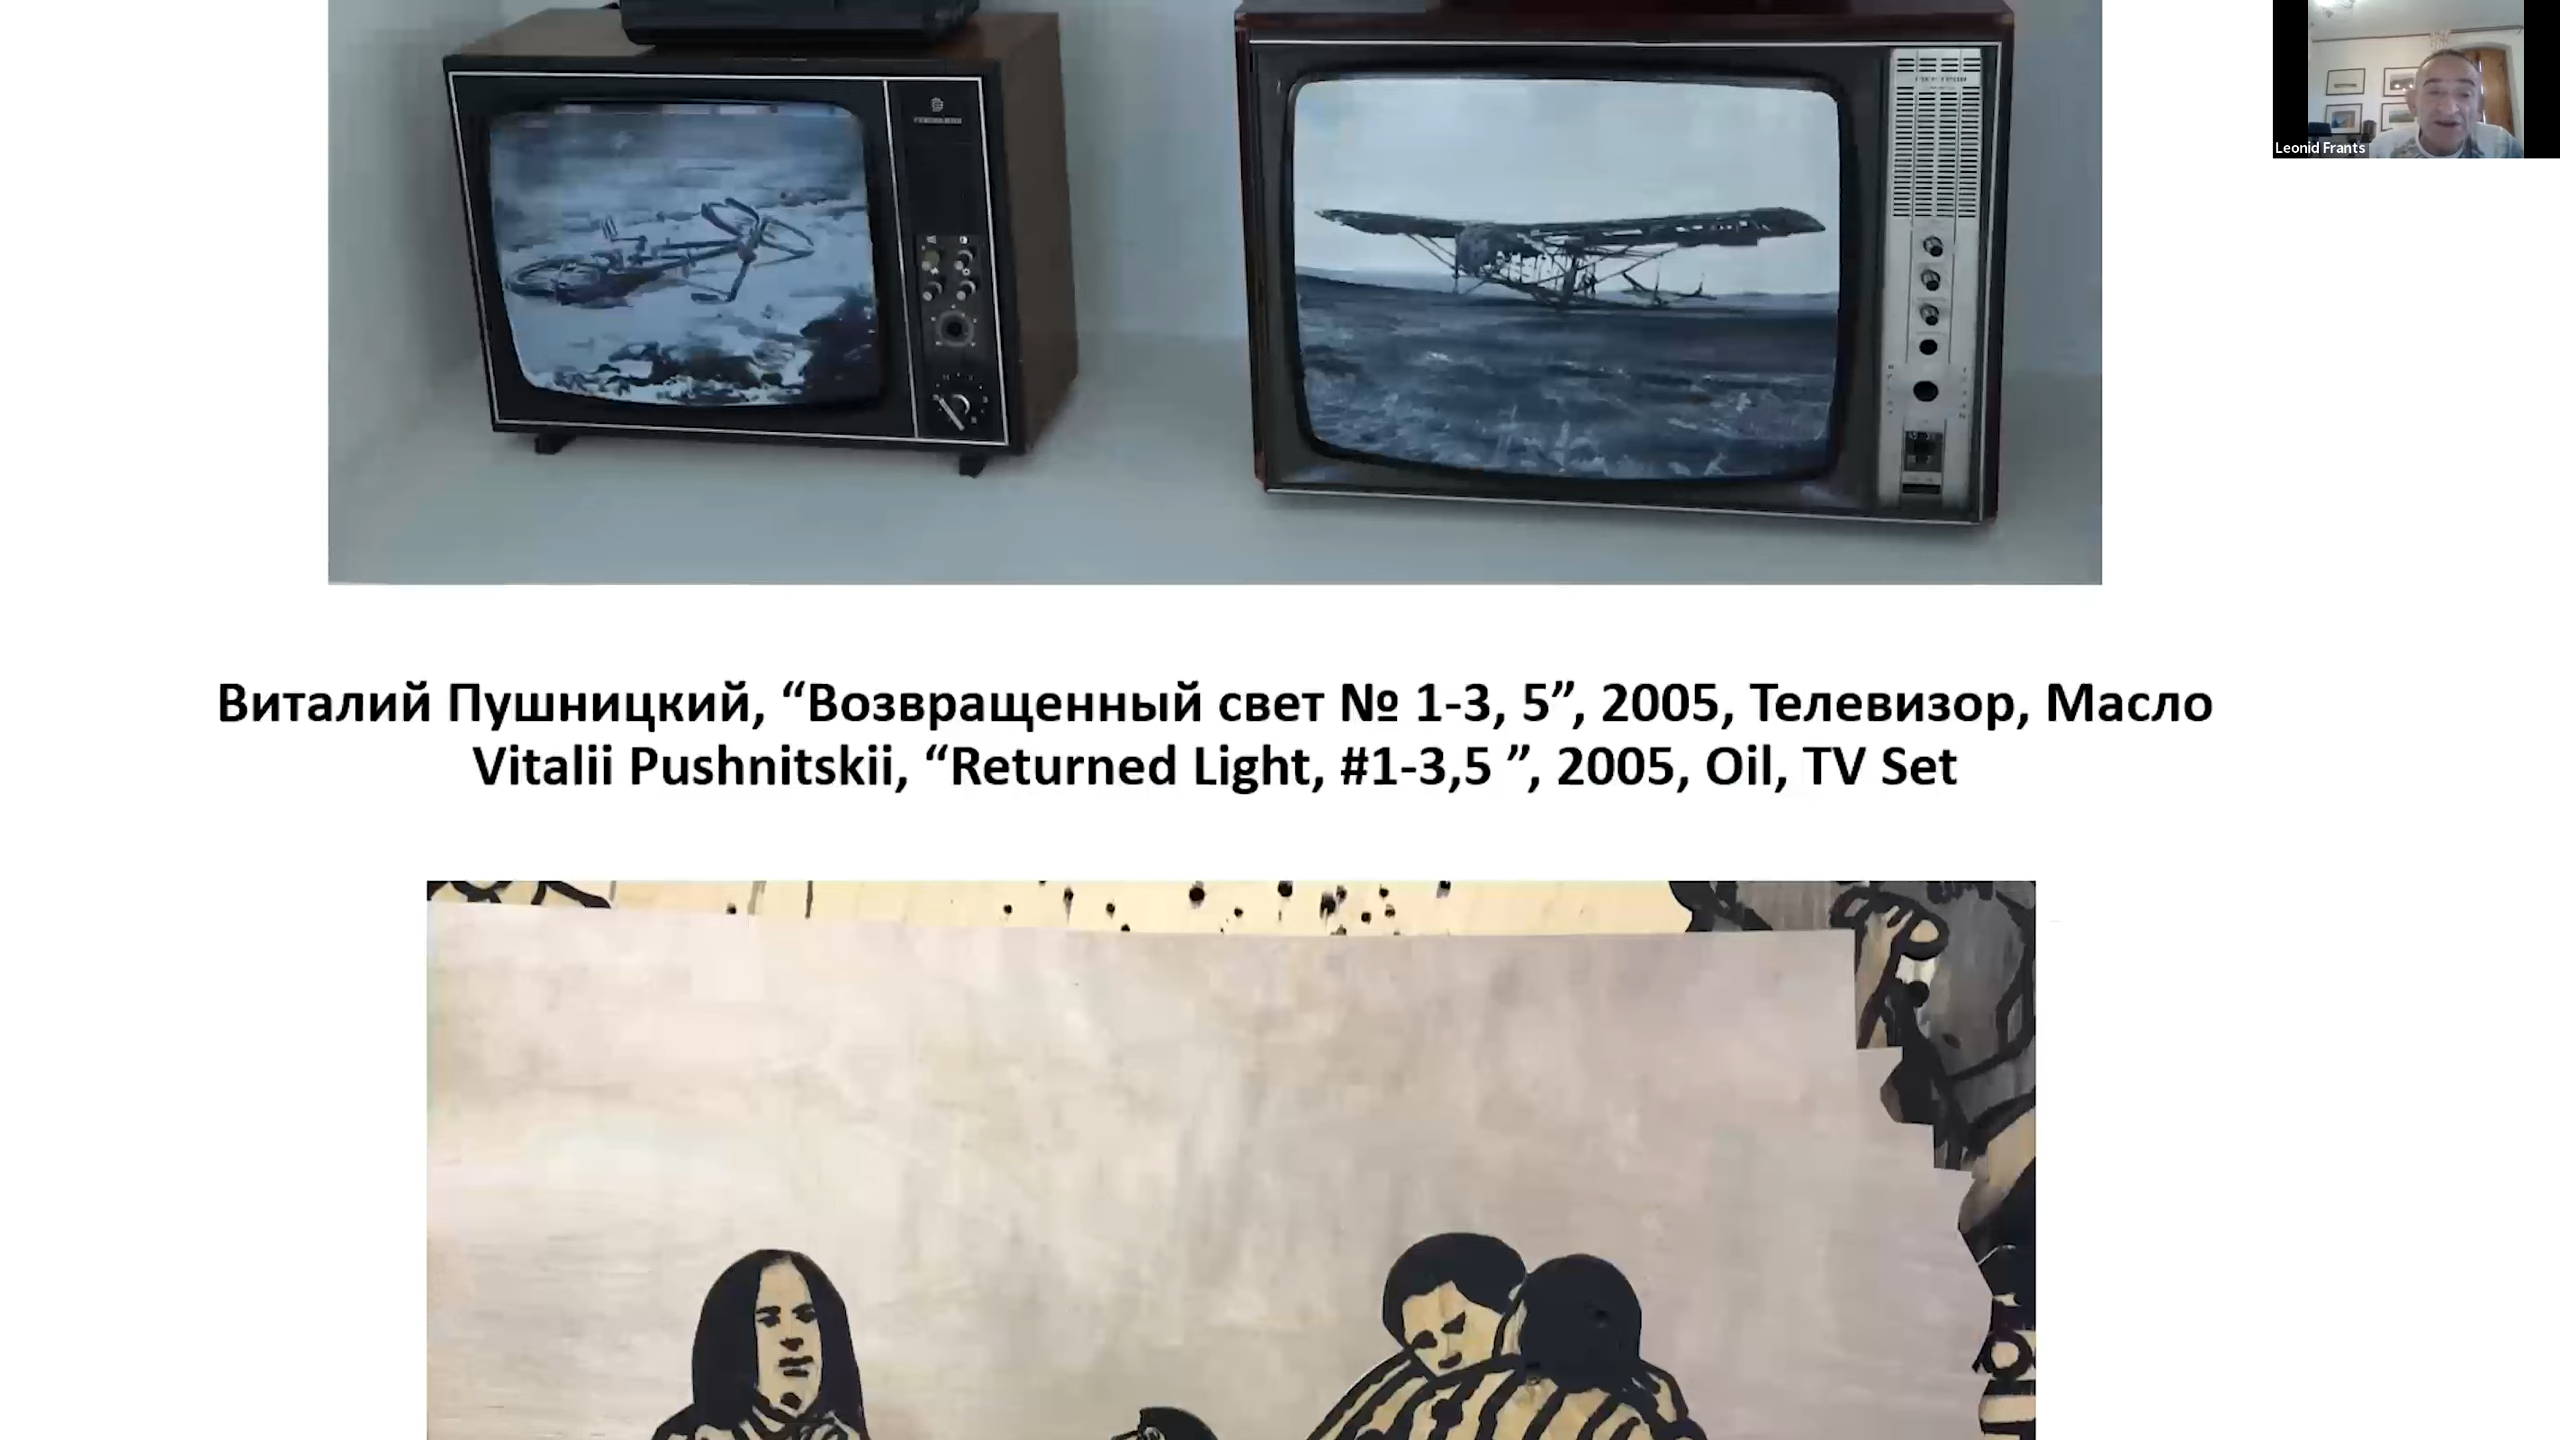 Leonid Frants
Виталий Пушницкий, “Возвращенный свет № 1-3, 5”, 2005, Телевизор, Масло
Vitalii Pushnitskii, “Returned Light, #1-3,5 ”, 2005, Oil, TV Set